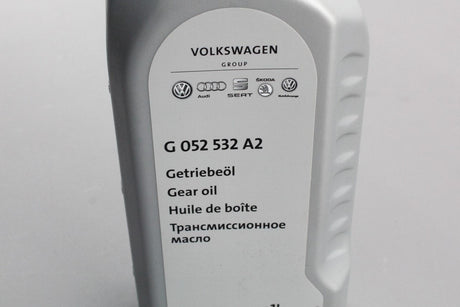 VOLKSWAGEN
GROUP
Audi SEAT ŠKODA
G 052 532 A2
Getriebeöl
Gear oil
Huile de boîte
Трансмиссионное
масло